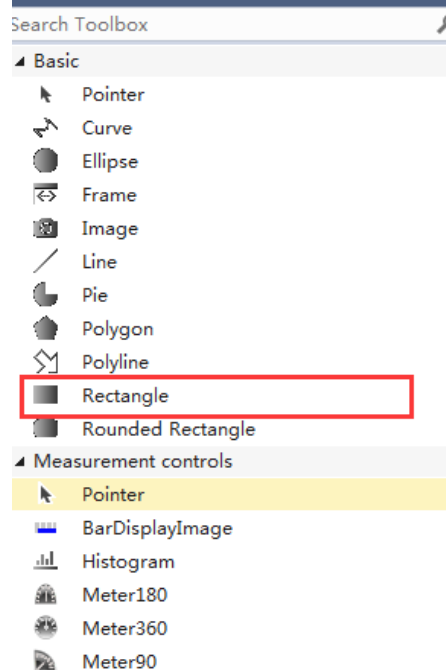 Search Toolbox
Basic
Pointer
Curve
Ellipse
Frame
Image
Line
Pie
Polygon
Polyline
Rectangle
Rounded Rectangle
Measurement controls
Pointer
BarDisplayImage
Histogram
Meter180
Meter360
Meter90